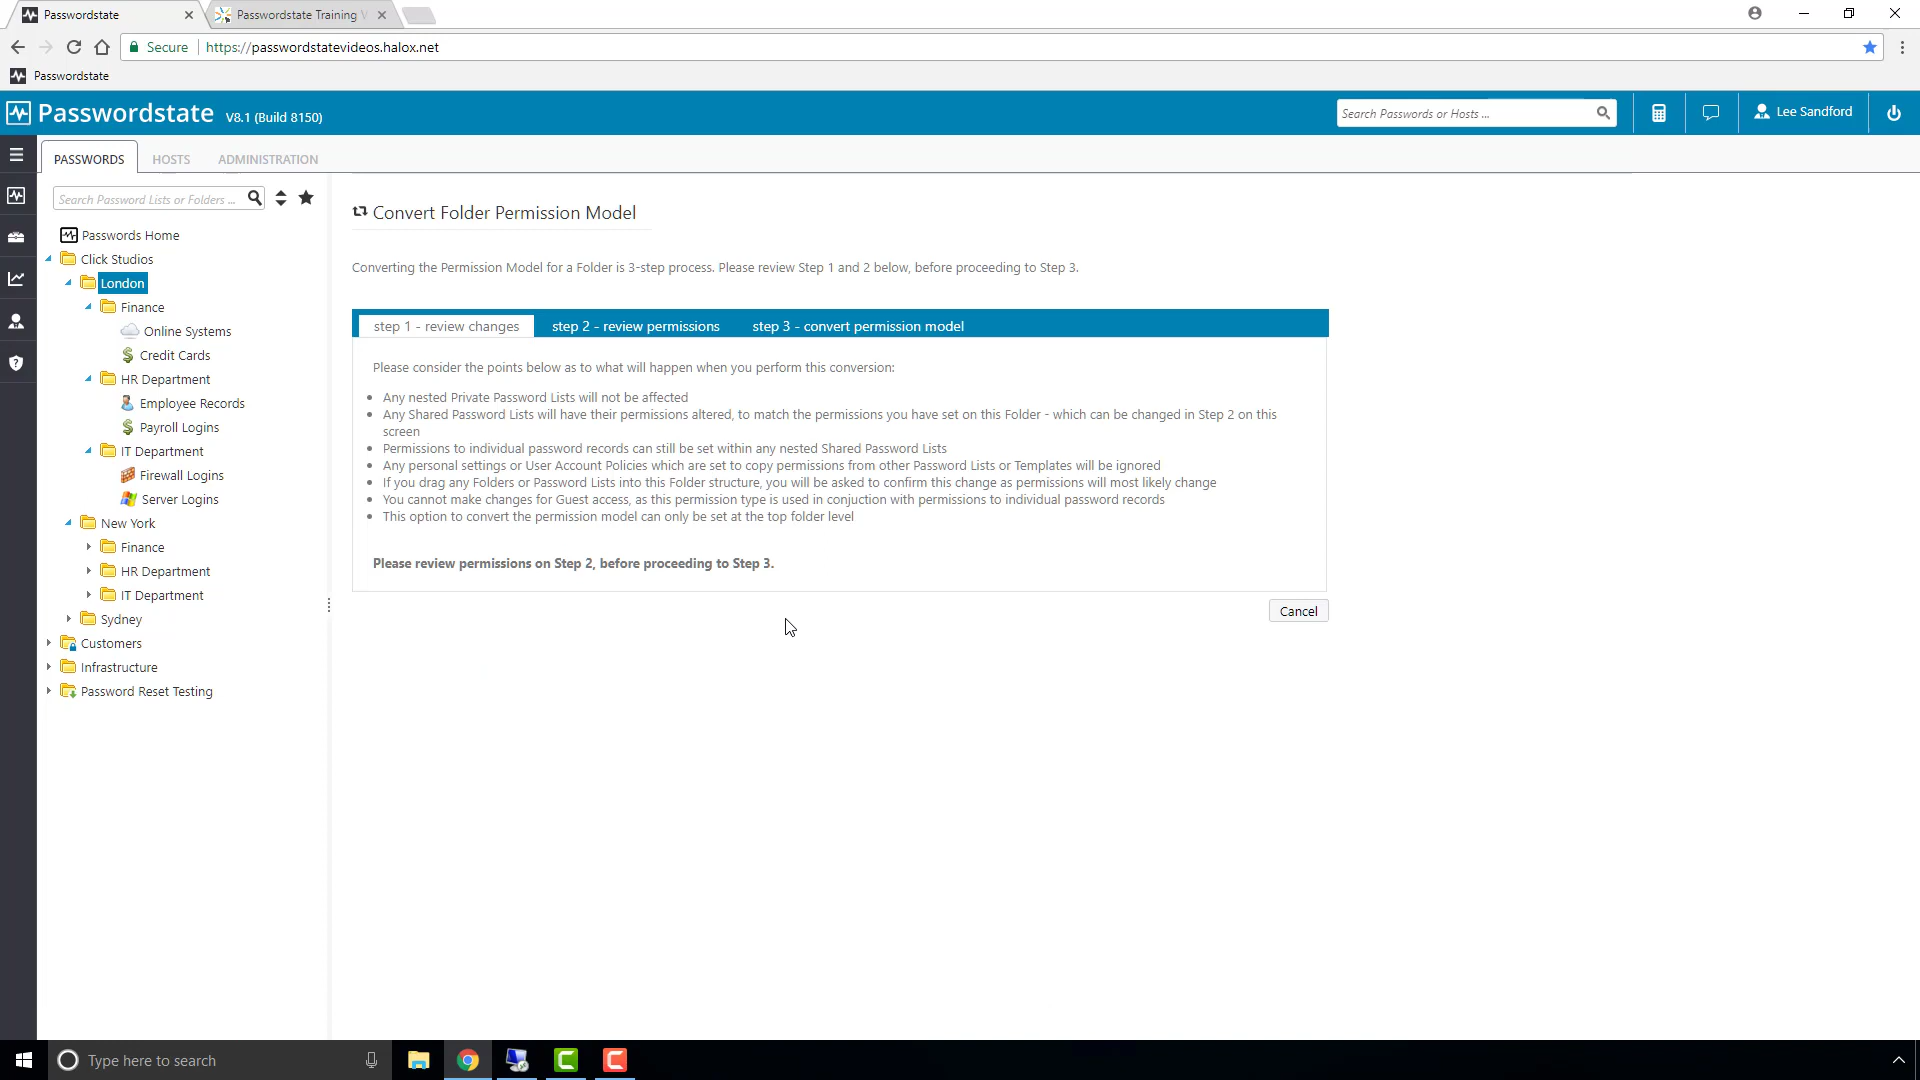 Passwordstate
Passwordstate Training
Secure
https://passwordstatevideos.halox.net
Passwordstate
Passwordstate V8.1 (Build 8150)
Search Passwords or Hosts ...
Lee Sandford
PASSWORDS
HOSTS
ADMINISTRATION
Search Password Lists or Folders ...
Passwords Home
Click Studios
London
Finance
Online Systems
Credit Cards
HR Department
Employee Records
Payroll Logins
IT Department
Firewall Logins
Server Logins
New York
Finance
HR Department
IT Department
Sydney
Customers
Infrastructure
Password Reset Testing
Convert Folder Permission Model
Converting the Permission Model for a Folder is 3-step process. Please review Step 1 and 2 below, before proceeding to Step 3.
step 1 - review changes
step 2 - review permissions
step 3 - convert permission model
Please consider the points below as to what will happen when you perform this conversion:
Any nested Private Password Lists will not be affected
Any Shared Password Lists will have their permissions altered, to match the permissions you have set on this Folder - which can be changed in Step 2 on this
screen
Permissions to individual password records can still be set within any nested Shared Password Lists
Any personal settings or User Account Policies which are set to copy permissions from other Password Lists or Templates will be ignored
If you drag any Folders or Password Lists into this Folder structure, you will be asked to confirm this change as permissions will most likely change
You cannot make changes for Guest access, as this permission type is used in conjuction with permissions to individual password records
This option to convert the permission model can only be set at the top folder level
Please review permissions on Step 2, before proceeding to Step 3.
Cancel
Type here to search